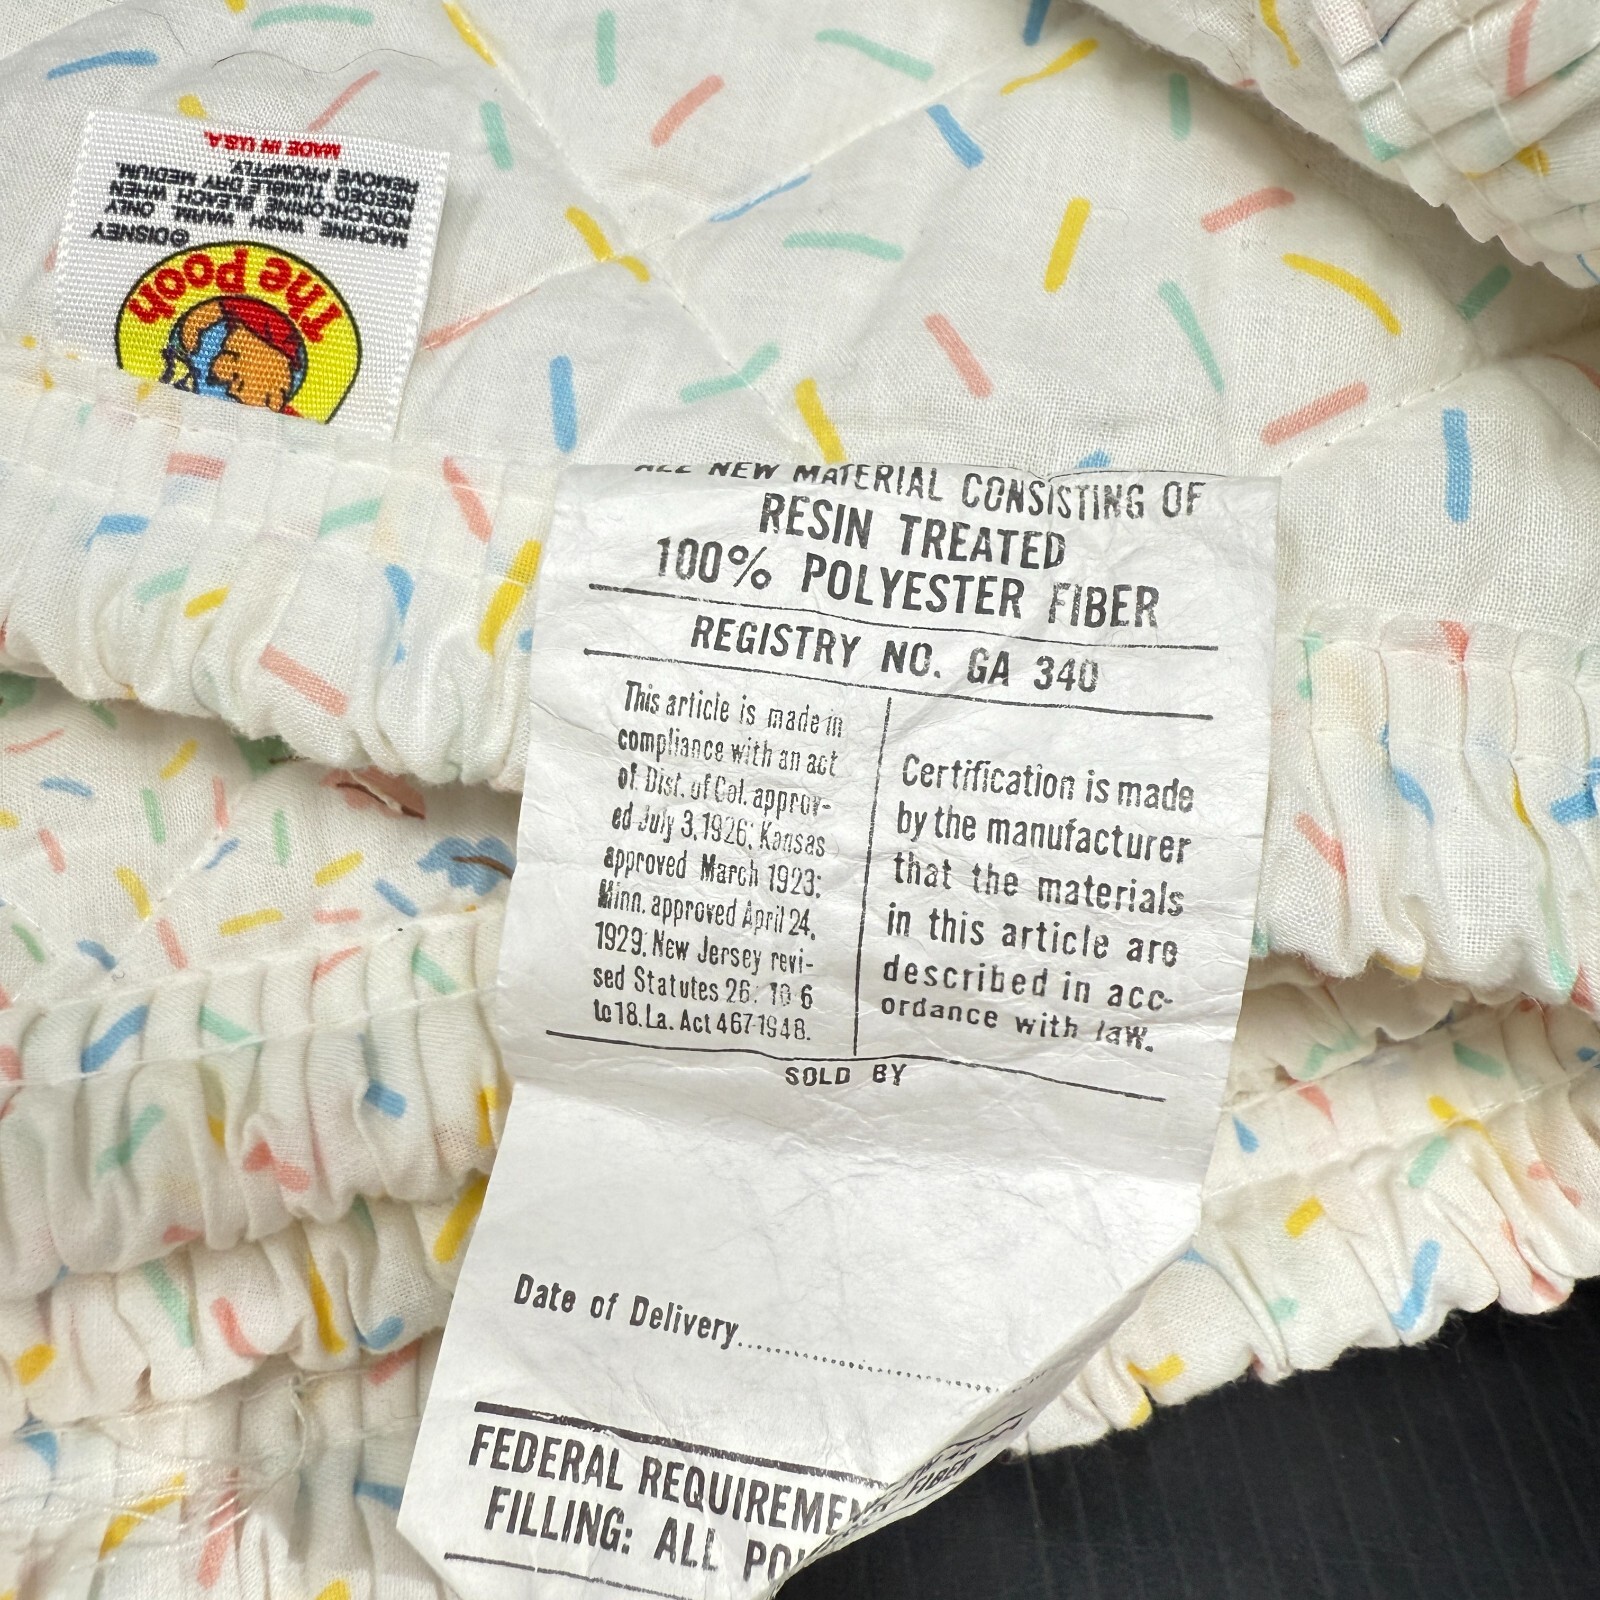 The Pooh
©DISNEY
MACHINE WASH WARM. ONLY
NON-CHLORINE BLEACH WHEN
NEEDED TUMBLE DRY MEDIUM.
REMOVE PROMPTLY.
MADE IN U.S.A.
ALL NEW MATERIAL CONSISTING OF
RESIN TREATED
100% POLYESTER FIBER
REGISTRY NO. GA 340
This article is made in
compliance with an act
of Dist. of Col. approv-
ed July 3, 1926; Kansas
approved March 1923;
Minn. approved April 24,
1929; New Jersey revi-
sed Statutes 26: 10-6
to 18. La. Act 467-1948.
Certification is made
by the manufacturer
that the materials
in this article are
described in acc-
ordance with law.
SOLD BY
Date of Delivery
FEDERAL REQUIREMEN
FILLING: ALL PO
FIBER